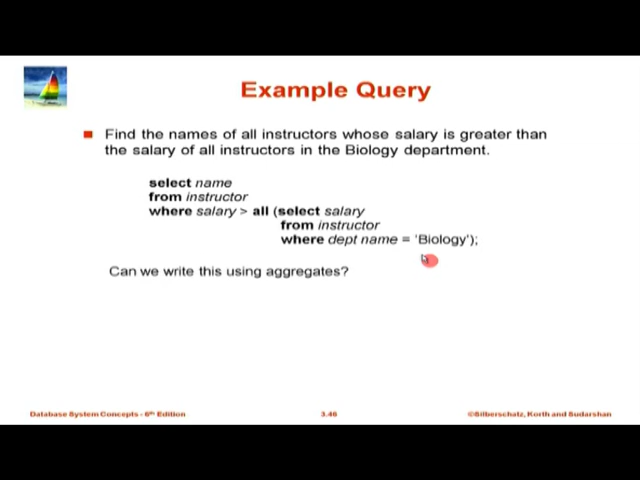 Example Query
Find the names of all instructors whose salary is greater than
the salary of all instructors in the Biology department.
select name
from instructor
where salary > all (select salary
from instructor
where dept name = 'Biology');
Can we write this using aggregates?
Database System Concepts - 6th Edition
3.46
©Silberschatz, Korth and Sudarshan